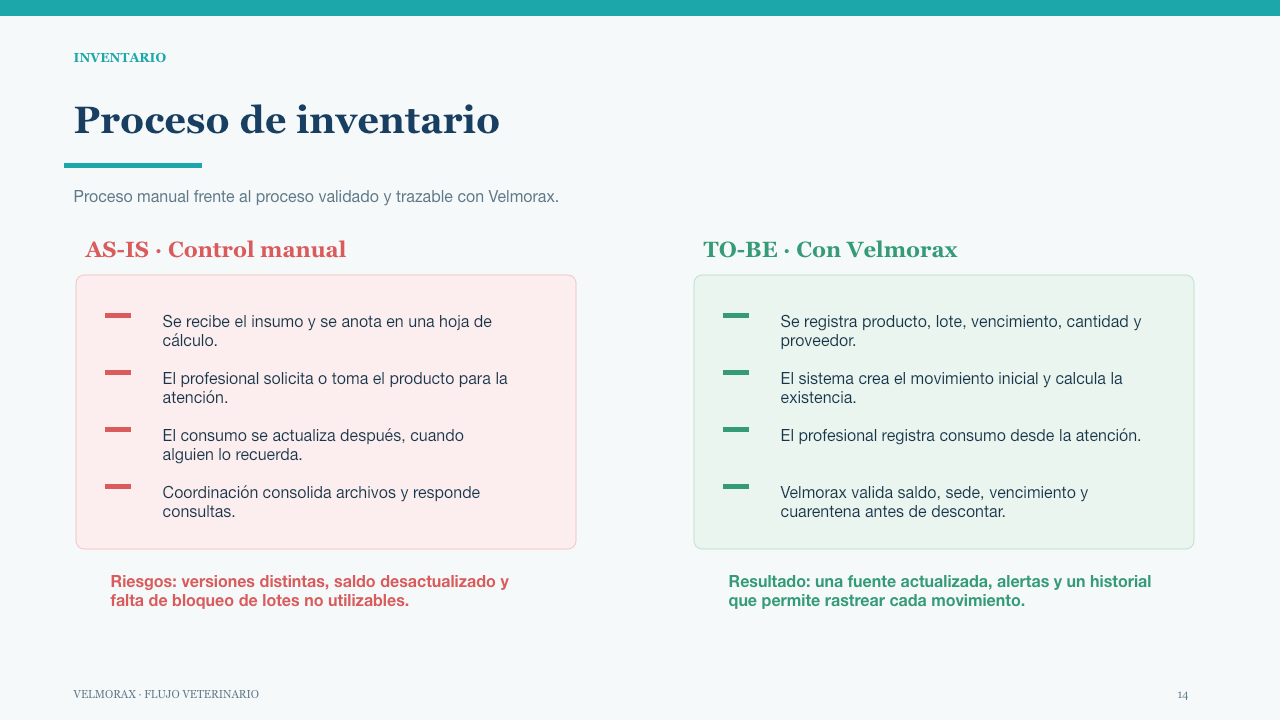 INVENTARIO
Proceso de inventario
Proceso manual frente al proceso validado y trazable con Velmorax.
AS-IS · Control manual
Se recibe el insumo y se anota en una hoja de
cálculo.
El profesional solicita o toma el producto para la
atención.
El consumo se actualiza después, cuando
alguien lo recuerda.
Coordinación consolida archivos y responde
consultas.
Riesgos: versiones distintas, saldo desactualizado y
falta de bloqueo de lotes no utilizables.
TO-BE · Con Velmorax
Se registra producto, lote, vencimiento, cantidad y
proveedor.
El sistema crea el movimiento inicial y calcula la
existencia.
El profesional registra consumo desde la atención.
Velmorax valida saldo, sede, vencimiento y
cuarentena antes de descontar.
Resultado: una fuente actualizada, alertas y un historial
que permite rastrear cada movimiento.
VELMORAX · FLUJO VETERINARIO
14